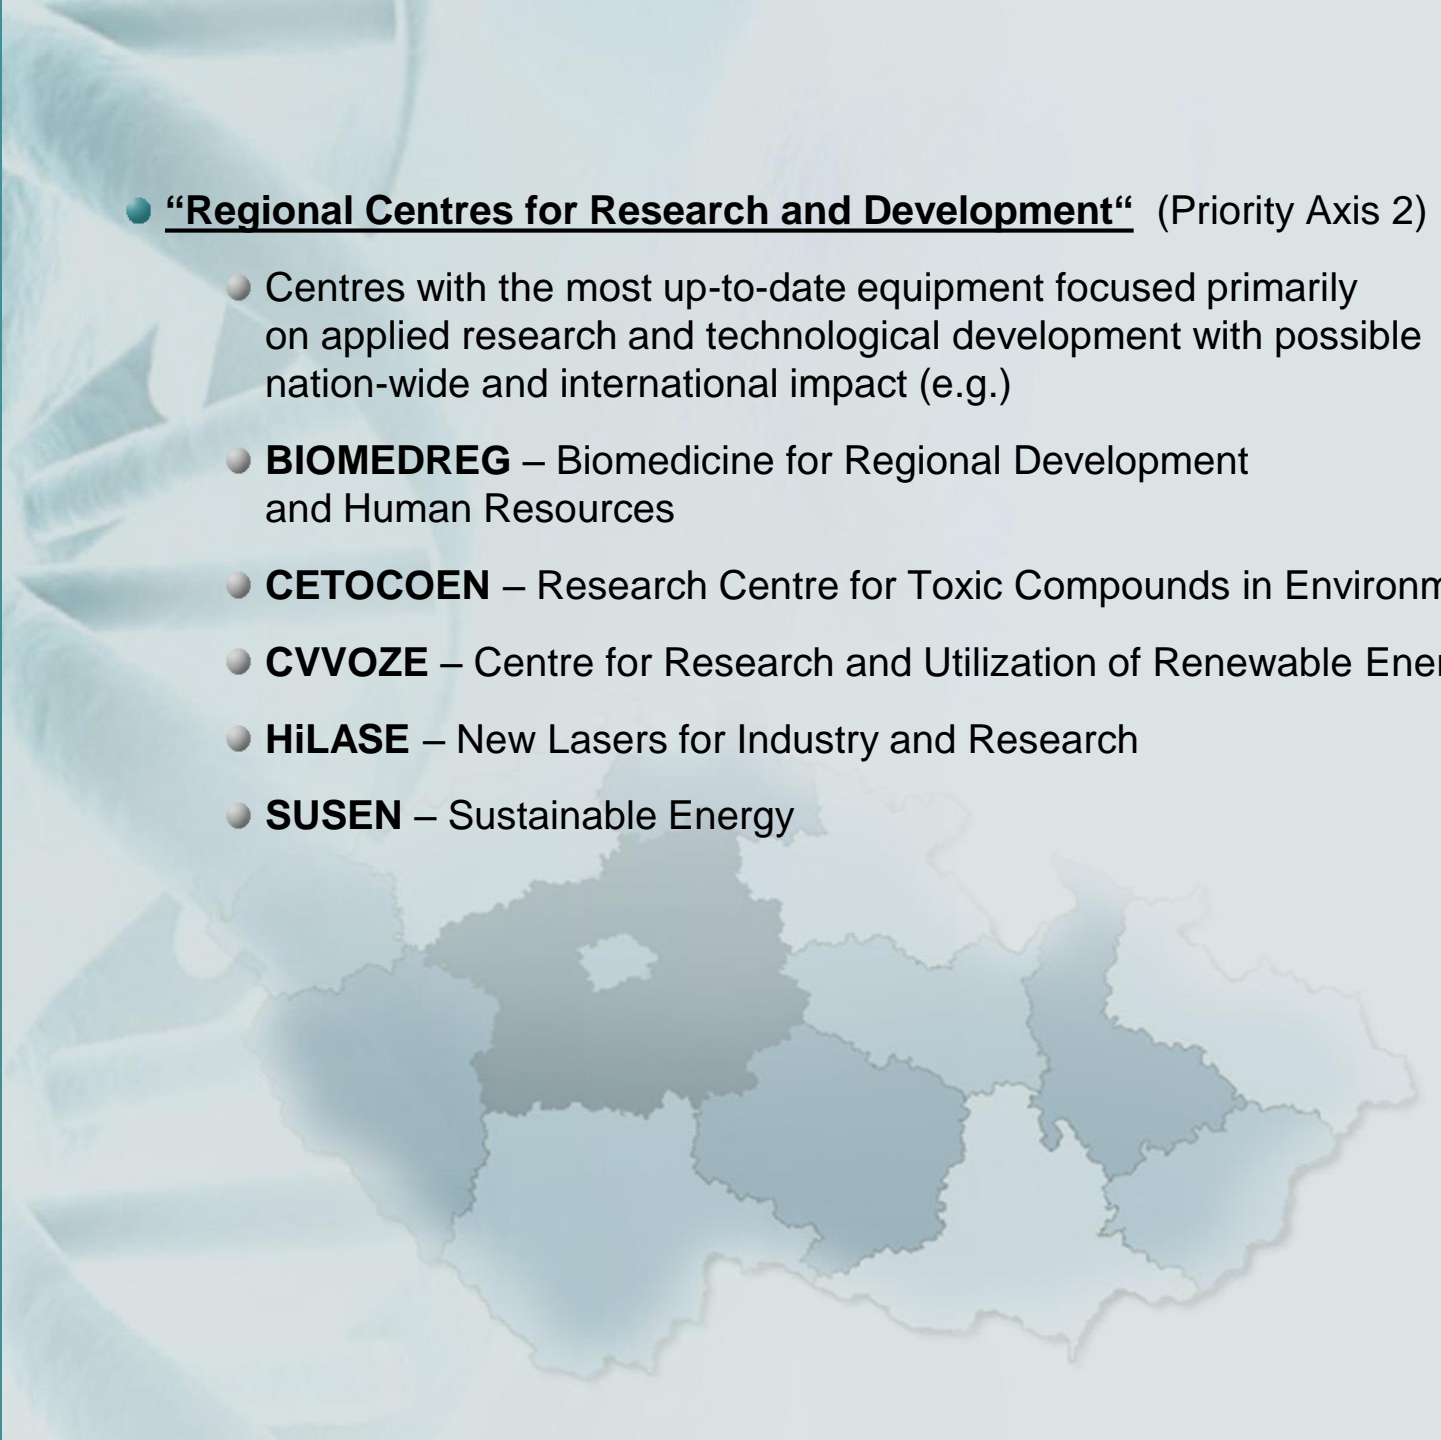 “Regional Centres for Research and Development“ (Priority Axis 2)
Centres with the most up-to-date equipment focused primarily
on applied research and technological development with possible
nation-wide and international impact (e.g.)
BIOMEDREG – Biomedicine for Regional Development
and Human Resources
CETOCOEN – Research Centre for Toxic Compounds in
CVVOZE – Centre for Research and Utilization of Renewable
HiLASE – New Lasers for Industry and Research
SUSEN – Sustainable Energy